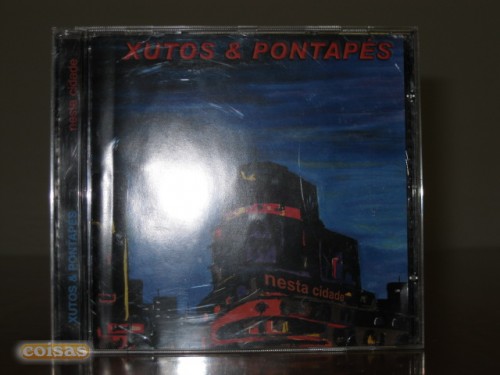 XUTOS & PONTAPÉS
nesta cidade
nesta cidade
XUTOS & PONTAPÉS
coisas